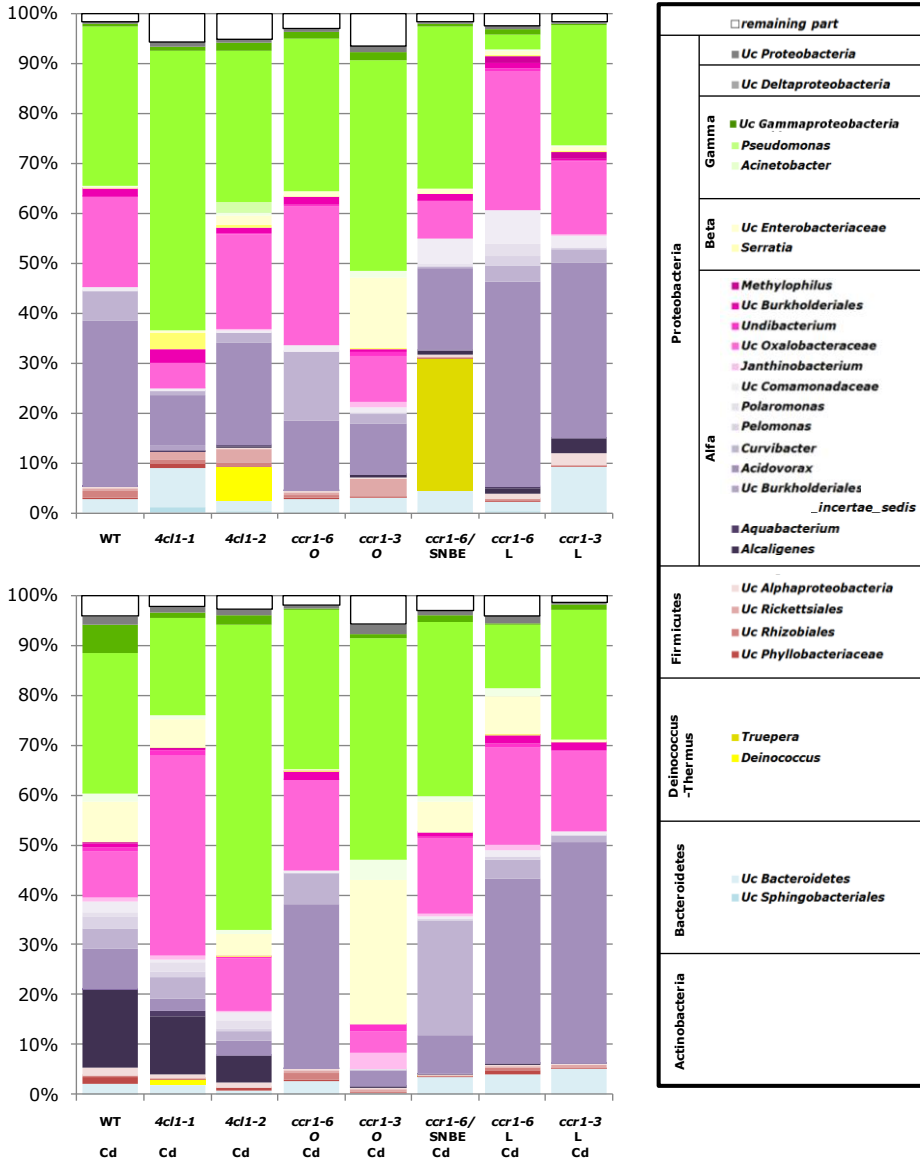 100%
90%
80%
70%
60%
50%
40%
30%
20%
10%
0%
WT 4cl1-1 4cl1-2 ccr1-6 ccr1-3 ccr1-6/ ccr1-6 ccr1-3
O O SNBE L L
100%
90%
80%
70%
60%
50%
40%
30%
20%
10%
0%
WT 4cl1-1 4cl1-2 ccr1-6 ccr1-3 ccr1-6/ ccr1-6 ccr1-3
O O SNBE L L
Cd Cd Cd Cd Cd Cd Cd Cd
remaining part
Proteobacteria
Uc Proteobacteria
Uc Deltaproteobacteria
Gamma
Uc Gammaproteobacteria
Pseudomonas
Acinetobacter
Beta
Uc Enterobacteriaceae
Serratia
Alfa
Methylophilus
Uc Burkholderiales
Undibacterium
Uc Oxalobacteraceae
Janthinobacterium
Uc Comamonadaceae
Polaromonas
Pelomonas
Curvibacter
Acidovorax
Uc Burkholderiales
_incertae_sedis
Aquabacterium
Alcaligenes
Firmicutes
Uc Alphaproteobacteria
Uc Rickettsiales
Uc Rhizobiales
Uc Phyllobacteriaceae
Deinococcus
-Thermus
Truepera
Deinococcus
Bacteroidetes
Uc Bacteroidetes
Uc Sphingobacteriales
Actinobacteria